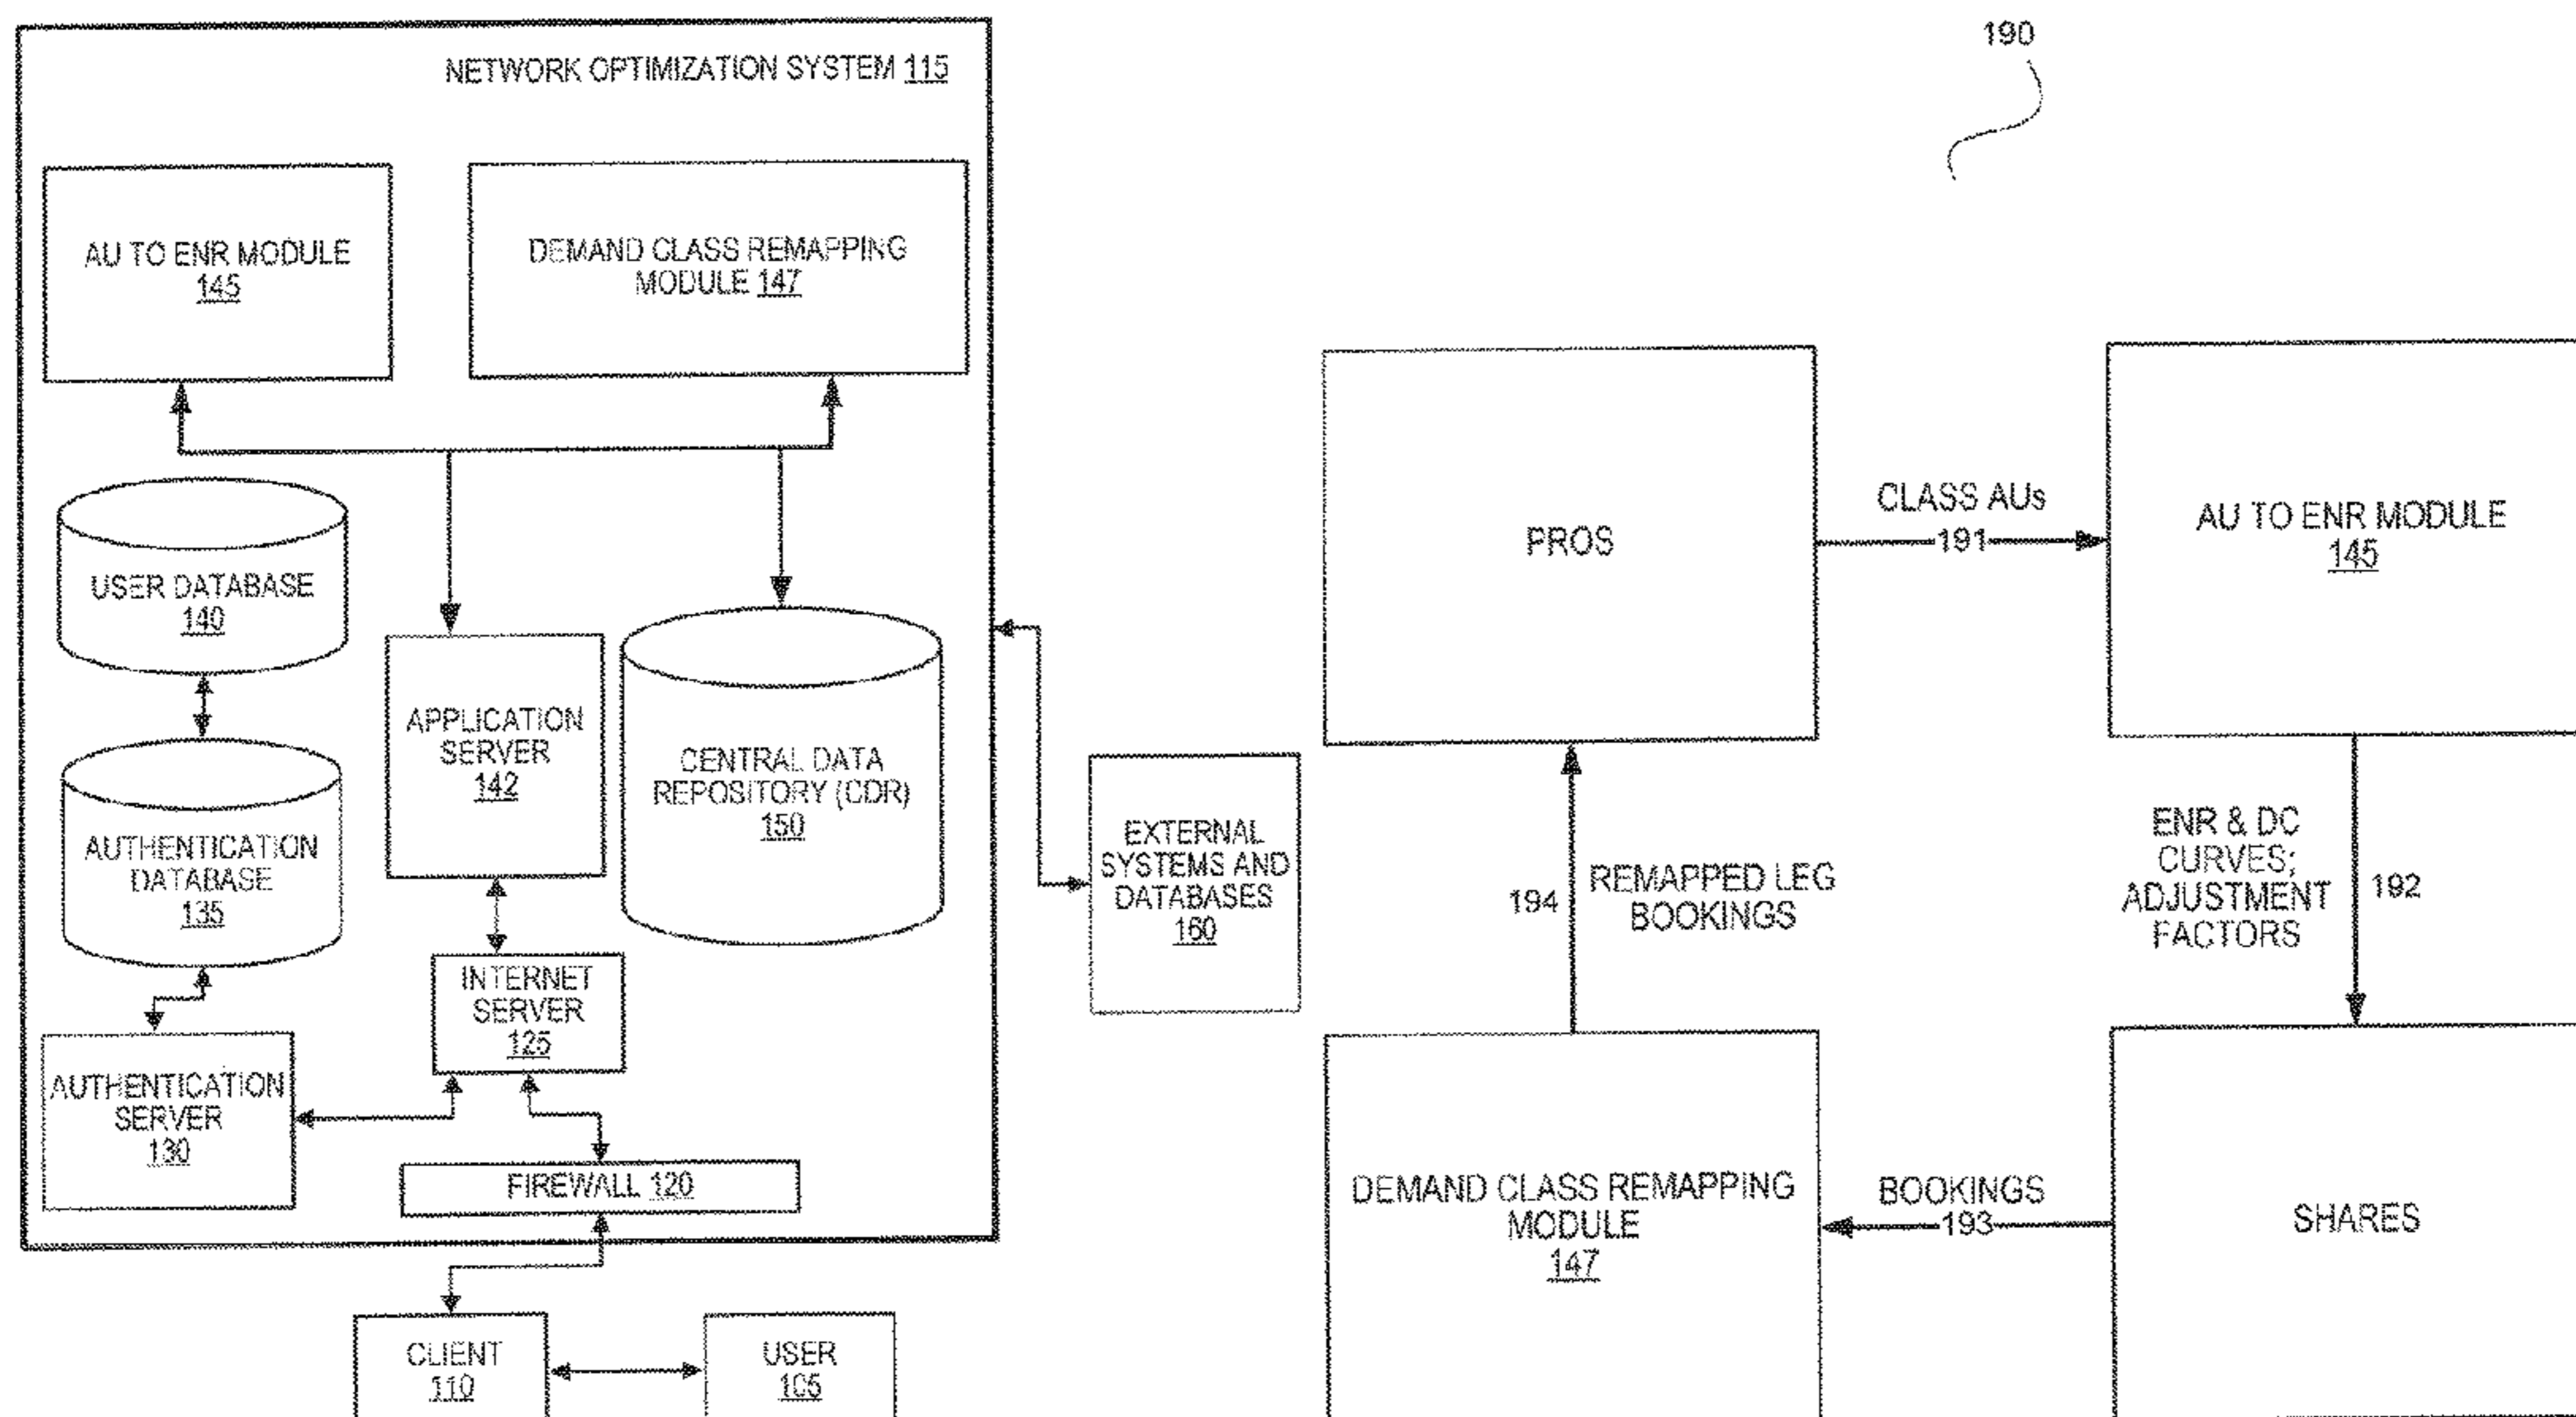 NETWORK OPTIMIZATION SYSTEM 115
AU TO ENR MODULE
145
DEMAND CLASS REMAPPING
MODULE 147
USER DATABASE
140
AUTHENTICATION
DATABASE
135
APPLICATION
SERVER
142
CENTRAL DATA
REPOSITORY (CDR)
150
INTERNET
SERVER
125
AUTHENTICATION
SERVER
130
FIREWALL 120
CLIENT
110
USER
105
EXTERNAL
SYSTEMS AND
DATABASES
160
190
PROS
CLASS AUs
191
AU TO ENR MODULE
145
ENR & DC
CURVES;
ADJUSTMENT
FACTORS
192
194
REMAPPED LEG
BOOKINGS
DEMAND CLASS REMAPPING
MODULE
147
BOOKINGS
193
SHARES